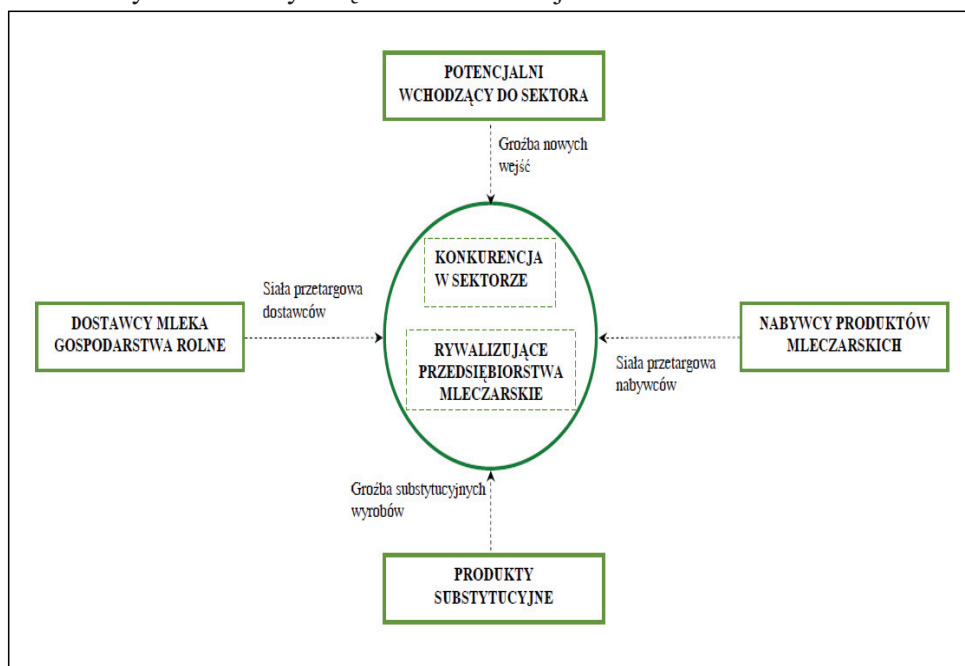 POTENCJALNI
WCHODZĄCY DO SEKTORA
Groźba nowych
wejść
KONKURENCJA
W SEKTORZE
Siała przetargowa
dostawców
DOSTAWCY MLEKA
GOSPODARSTWA ROLNE
RYWALIZUJĄCE
PRZEDSIĘBIORSTWA
MLECZARSKIE
NABYWCY PRODUKTÓW
MLECZARSKICH
Siała przetargowa
nabywców
Groźba substytucyjnych
wyrobów
PRODUKTY
SUBSTYTUCYJNE